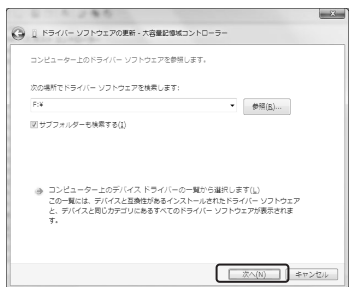 ドライバー ソフトウェアの更新 - 大容量記憶域コントローラー
コンピューター上のドライバー ソフトウェアを参照します。
次の場所でドライバー ソフトウェアを検索します:
F:¥
参照(R)...
サブフォルダーも検索する(I)
コンピューター上のデバイス ドライバーの一覧から選択します(L)
この一覧には、デバイスと互換性があるインストールされたドライバー ソフトウェア
と、デバイスと同じカテゴリにあるすべてのドライバー ソフトウェアが表示されま
す。
次へ(N)
キャンセル